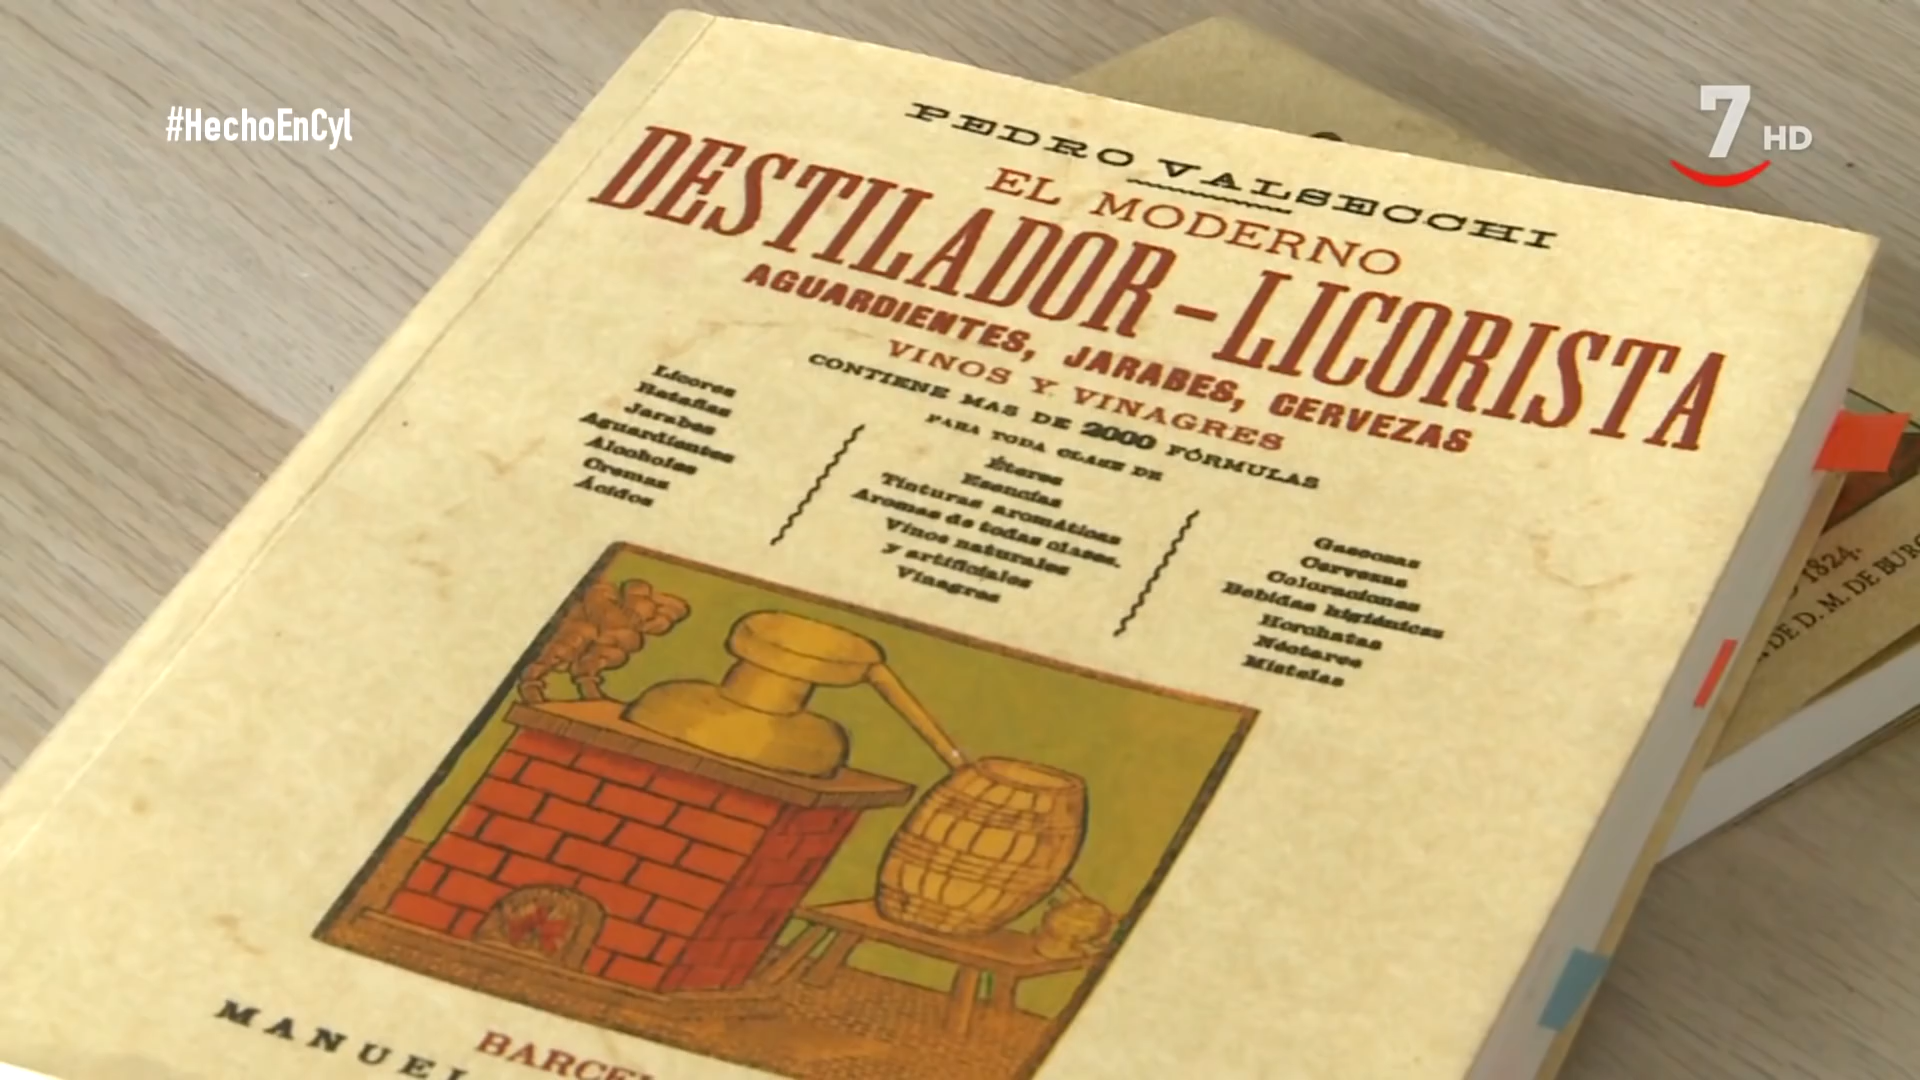 #HechoEnCyl
7 HD
PEDRO VALSECCHI
EL MODERNO
DESTILADOR-LICORISTA
AGUARDIENTES, JARABES, CERVEZAS
VINOS Y VINAGRES
CONTIENE MAS DE 2000 FÓRMULAS
PARA TODA CLASE DE
Licores
Ratafias
Jarabes
Aguardientes
Alcoholes
Cremas
Ácidos
Éteres
Esencias
Tinturas aromáticas
Aromas de todas clases.
Vinos naturales
y artificiales
Vinagres
Gaseosas
Cervezas
Coloraciones
Bebidas higiénicas
Horchatas
Néctares
Mistelas
BARCE
MANUEL
1824.
DE D. M. DE BURG